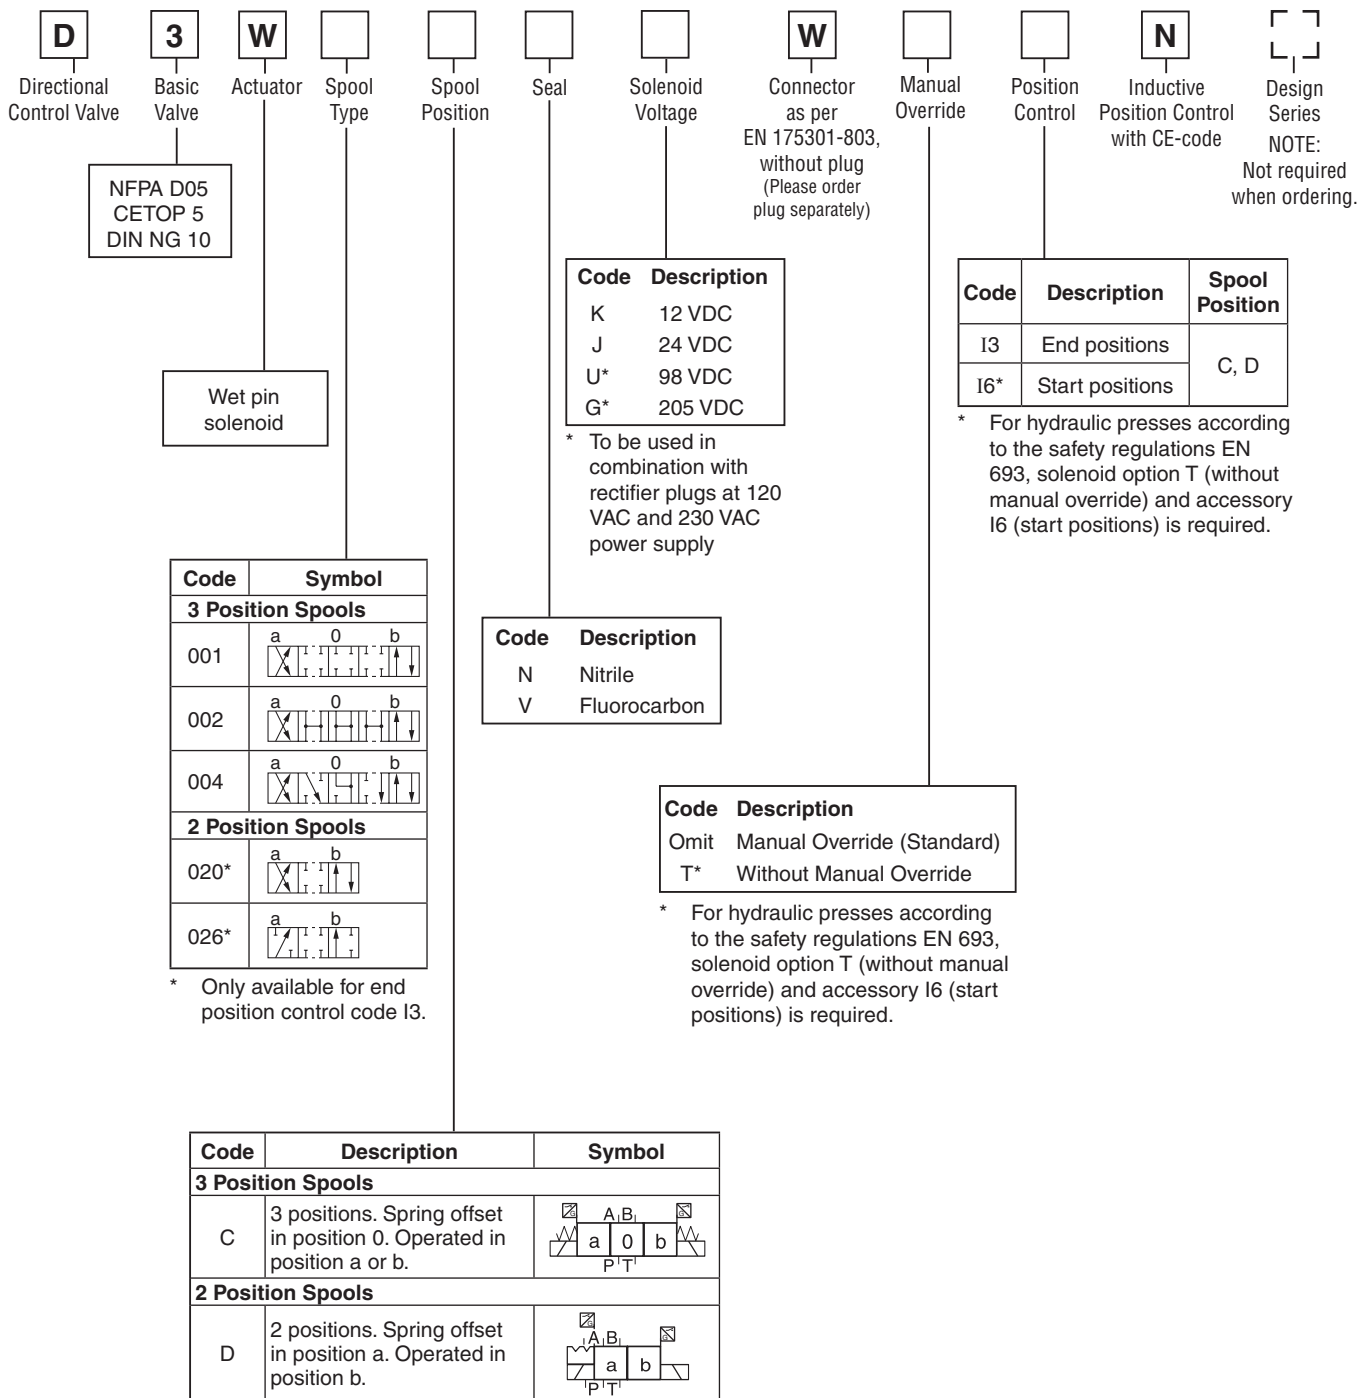 D 3 W W N
Directional
Control Valve
Basic
Valve
Actuator
Spool
Type
Spool
Position
Seal
Solenoid
Voltage
Connector
as per
EN 175301-803,
without plug
(Please order
plug separately)
Manual
Override
Position
Control
Inductive
Position Control
with CE-code
Design
Series
NOTE:
Not required
when ordering.
NFPA D05
CETOP 5
DIN NG 10
Wet pin
solenoid
Code Description
K 12 VDC
J 24 VDC
U* 98 VDC
G* 205 VDC
* To be used in
combination with
rectifier plugs at 120
VAC and 230 VAC
power supply
Code Description Spool
Position
I3 End positions
I6* Start positions
C, D
* For hydraulic presses according
to the safety regulations EN
693, solenoid option T (without
manual override) and accessory
I6 (start positions) is required.
Code Symbol
3 Position Spools
001 a 0 b
002 a 0 b
004 a 0 b
2 Position Spools
020* a b
026* a b
* Only available for end
position control code I3.
Code Description
N Nitrile
V Fluorocarbon
Code Description
Omit Manual Override (Standard)
T* Without Manual Override
* For hydraulic presses according
to the safety regulations EN 693,
solenoid option T (without manual
override) and accessory I6 (start
positions) is required.
Code Description Symbol
3 Position Spools
C
3 positions. Spring offset
in position 0. Operated in
position a or b.
G A B G
a 0 b
P T
2 Position Spools
D
2 positions. Spring offset
in position a. Operated in
position b.
G
A B G
a b
P T